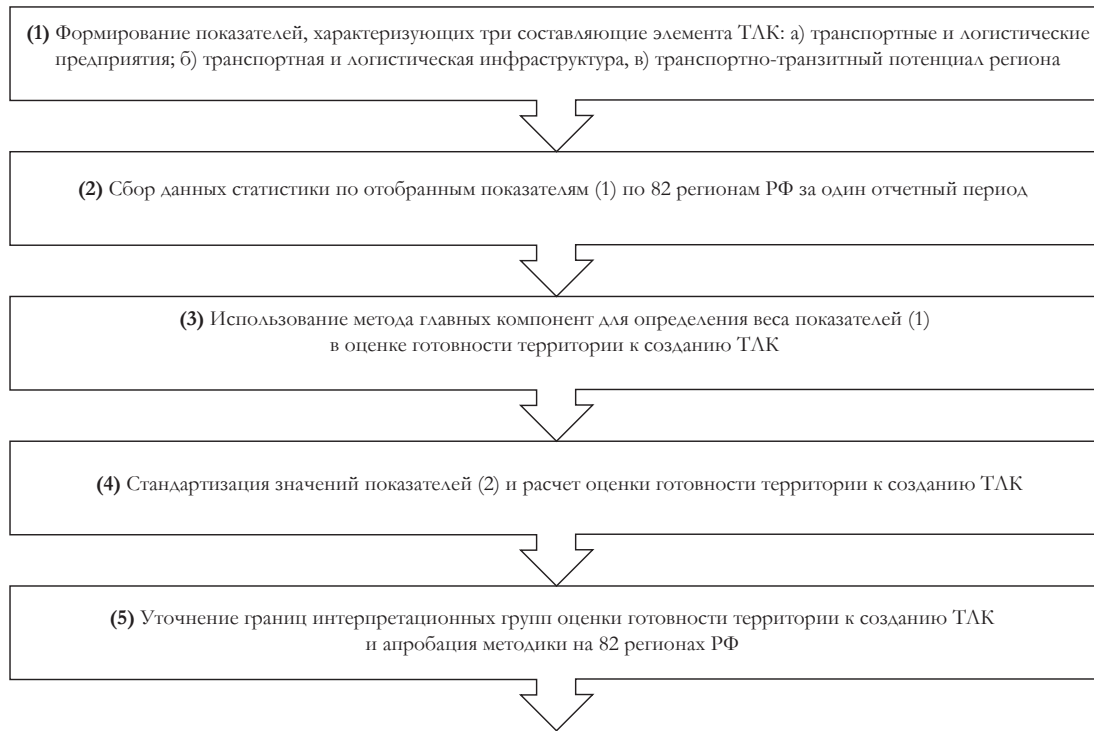 (1) Формирование показателей, характеризующих три составляющие элемента ТЛК: а) транспортные и логистические
предприятия; б) транспортная и логистическая инфраструктура, в) транспортно-транзитный потенциал региона
(2) Сбор данных статистики по отобранным показателям (1) по 82 регионам РФ за один отчетный период
(3) Использование метода главных компонент для определения веса показателей (1)
в оценке готовности территории к созданию ТЛК
(4) Стандартизация значений показателей (2) и расчет оценки готовности территории к созданию ТЛК
(5) Уточнение границ интерпретационных групп оценки готовности территории к созданию ТЛК
и апробация методики на 82 регионах РФ